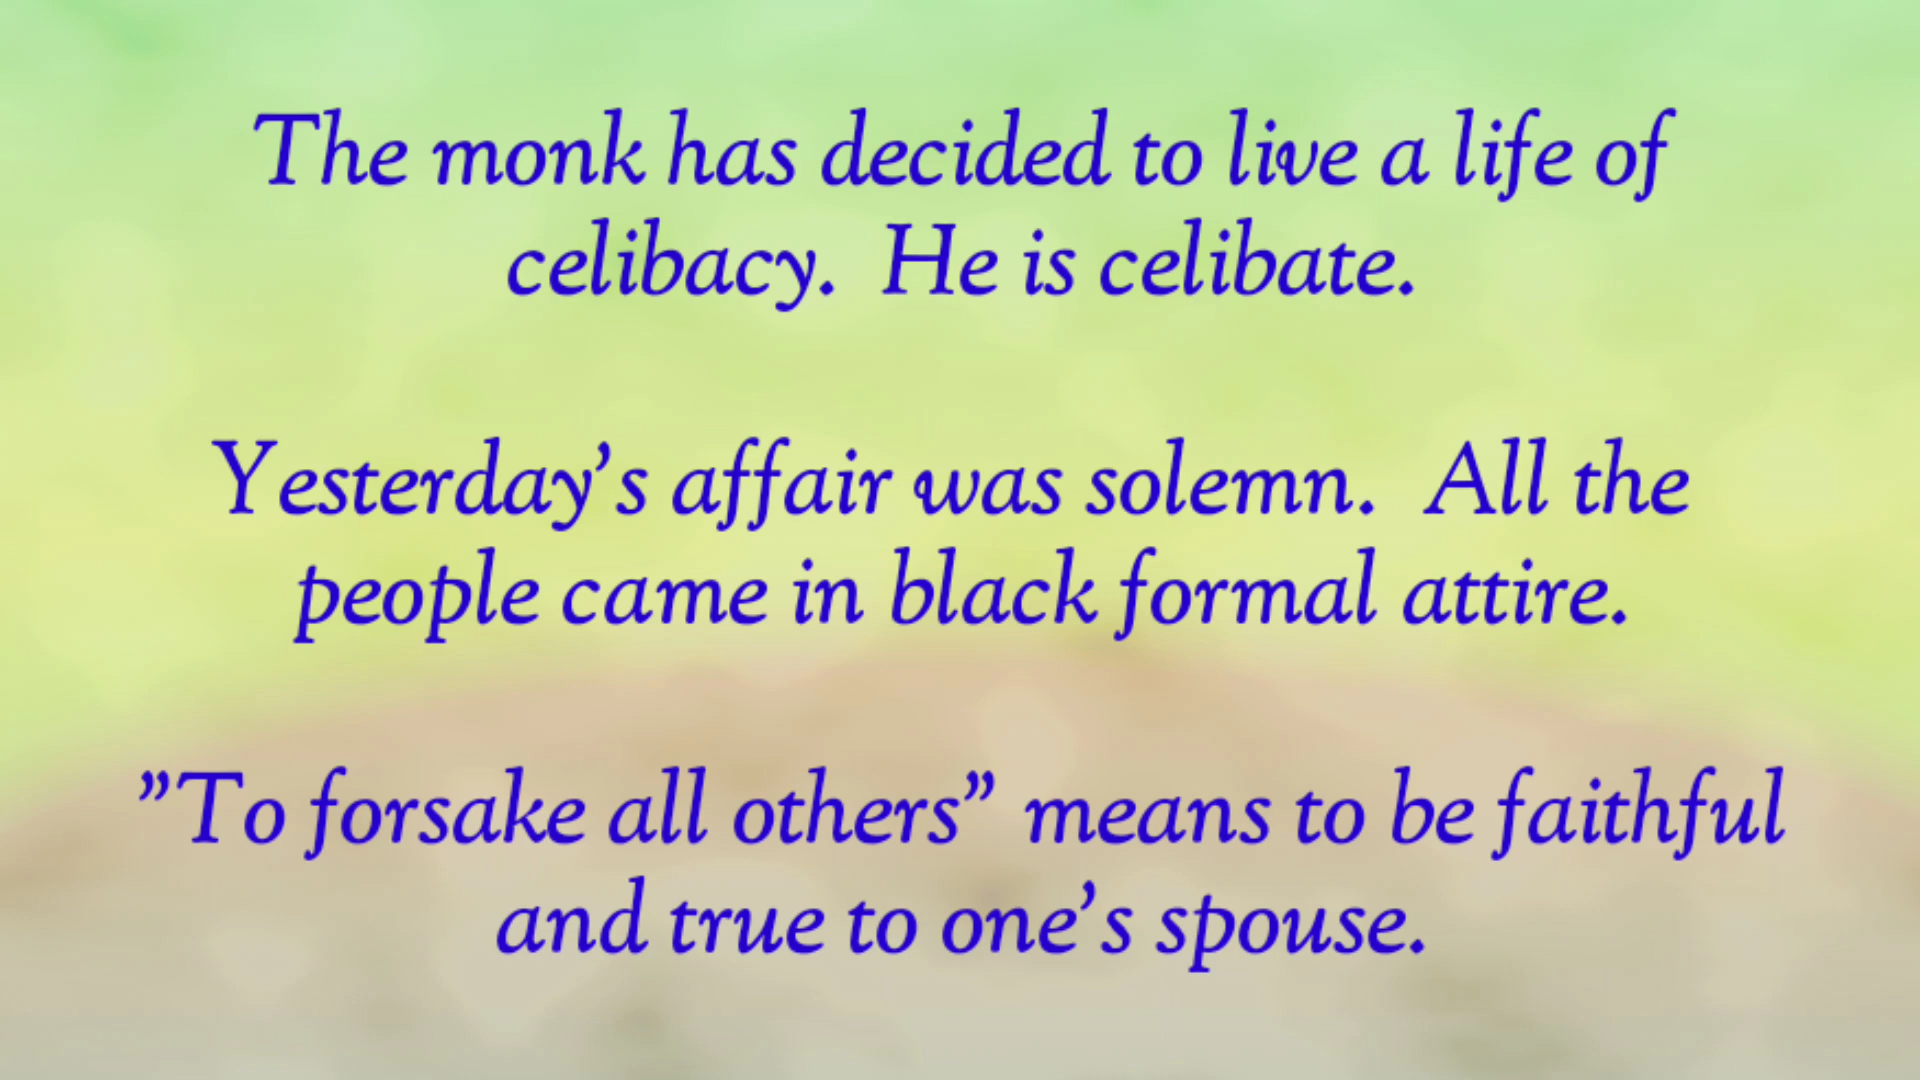 The monk has decided to live a life of
celibacy.  He is celibate.
Yesterday’s affair was solemn.  All the
people came in black formal attire.
”To forsake all others” means to be faithful
and true to one’s spouse.